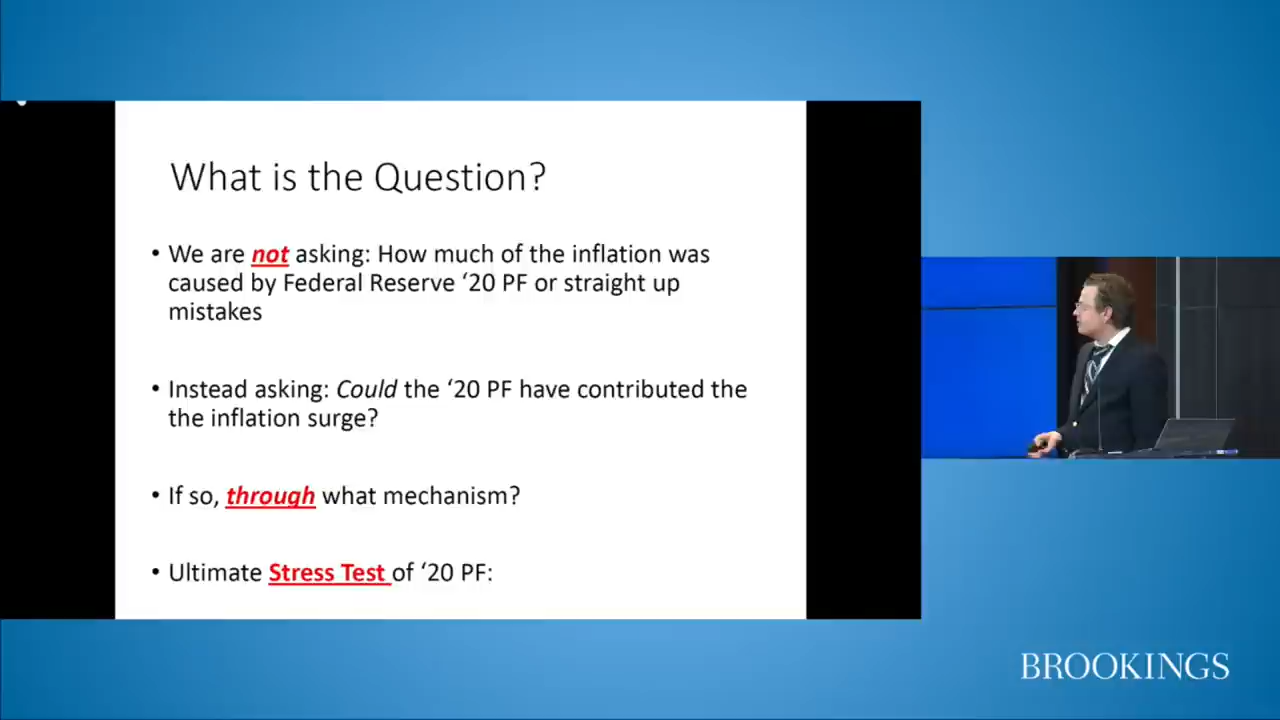 What is the Question?
• We are not asking: How much of the inflation was
caused by Federal Reserve ‘20 PF or straight up
mistakes
• Instead asking: Could the ‘20 PF have contributed the
the inflation surge?
• If so, through what mechanism?
• Ultimate Stress Test of ‘20 PF:
BROOKINGS